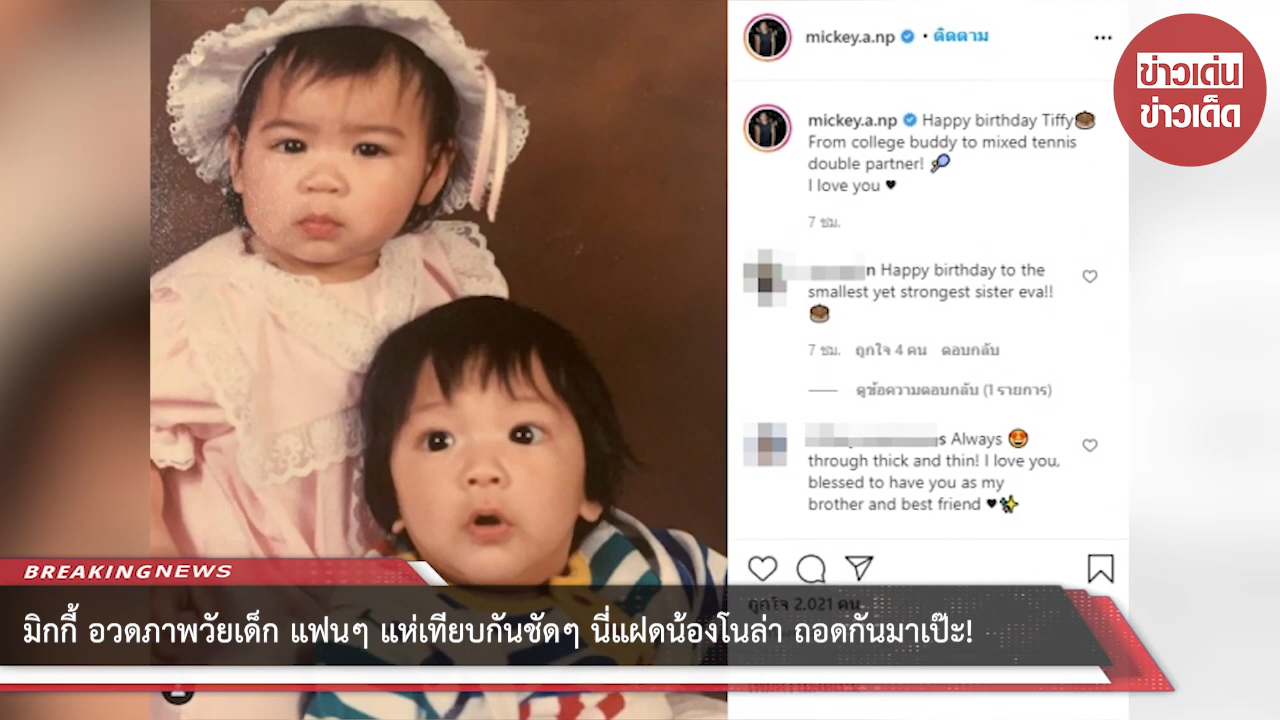 mickey.a.np • ติดตาม
ข่าวเด่น
ข่าวเด็ด
mickey.a.np Happy birthday Tiffy
From college buddy to mixed tennis
double partner!
I love you ♥
7 ชม.
n Happy birthday to the
smallest yet strongest sister eva!!
7 ชม. ถูกใจ 4 คน ตอบกลับ
ดูข้อความตอบกลับ (1 รายการ)
s Always
through thick and thin! I love you,
blessed to have you as my
brother and best friend ♥✨
BREAKINGNEWS
ถูกใจ 2,021 คน
มิกกี้ อวดภาพวัยเด็ก แฟนๆ แห่เทียบกันชัดๆ นี่แฝดน้องโนล่า ถอดกันมาเป๊ะ!